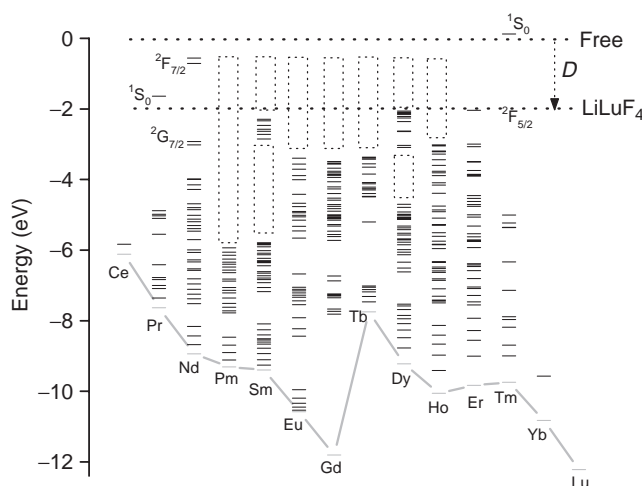 ¹S₀
0
Free
²F₇/₂
D
¹S₀
−2
LiLuF₄
²F₅/₂
²G₇/₂
−4
Energy (eV)
−6
Ce
Pr
−8
Tb
Nd
Pm
Sm
Dy
−10
Ho
Er
Tm
Eu
Yb
Gd
−12
Lu